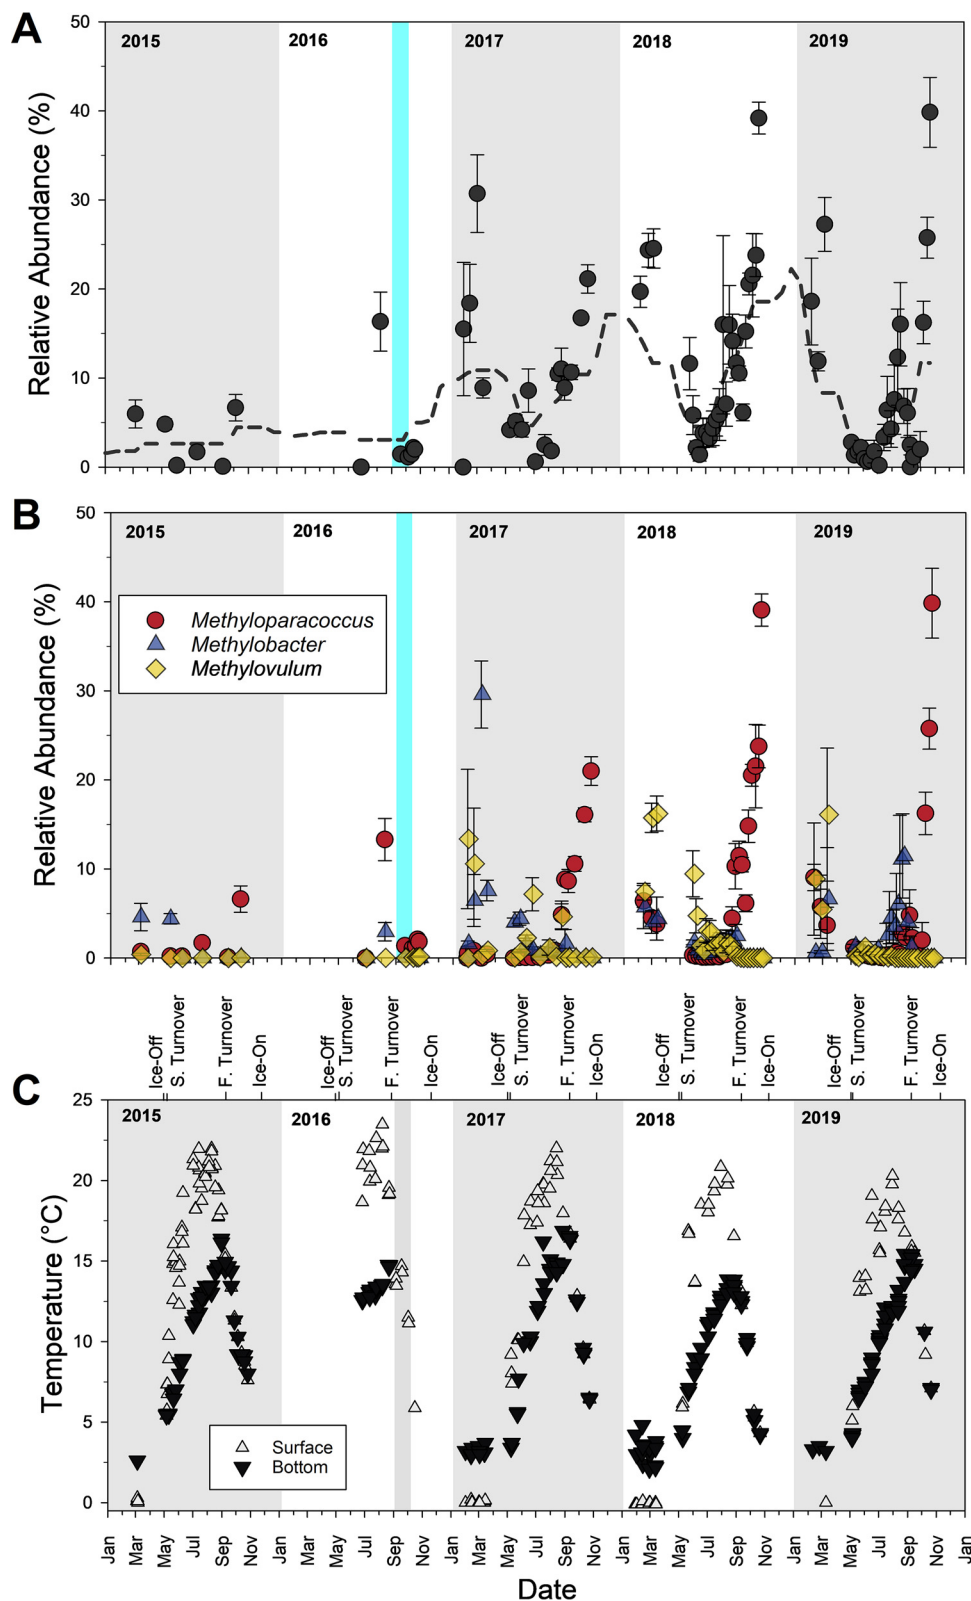 A
50
40
30
20
10
0
Relative Abundance (%)
2015
2016
2017
2018
2019
B
50
40
30
20
10
0
Relative Abundance (%)
2015
2016
2017
2018
2019
Methyloparacoccus
Methylobacter
Methylovulum
Ice-Off
S. Turnover
F. Turnover
Ice-On
Ice-Off
S. Turnover
F. Turnover
Ice-On
Ice-Off
S. Turnover
F. Turnover
Ice-On
S. Turnover
F. Turnover
Ice-On
Ice-Off
S. Turnover
F. Turnover
Ice-On
C
25
20
15
10
5
0
Temperature (°C)
2015
2016
2017
2018
2019
Surface
Bottom
Jan
Mar
May
Jul
Sep
Nov
Jan
Mar
May
Jul
Sep
Nov
Jan
Mar
May
Jul
Sep
Nov
Jan
Mar
May
Jul
Sep
Nov
Jan
Mar
May
Jul
Sep
Nov
Jan
Date